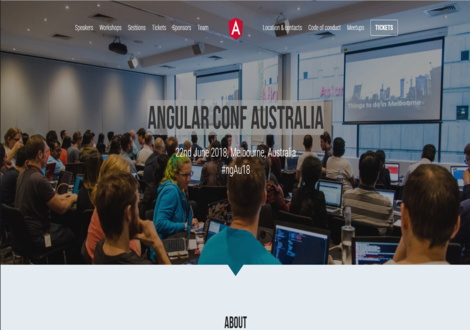 Speakers Workshops Sessions Tickets Sponsors Team A Location & contacts Code of conduct Meetups TICKETS
Things to do in Melbourne
ANGULAR CONF AUSTRALIA
22nd June 2018, Melbourne, Australia
#ngAu18
ABOUT